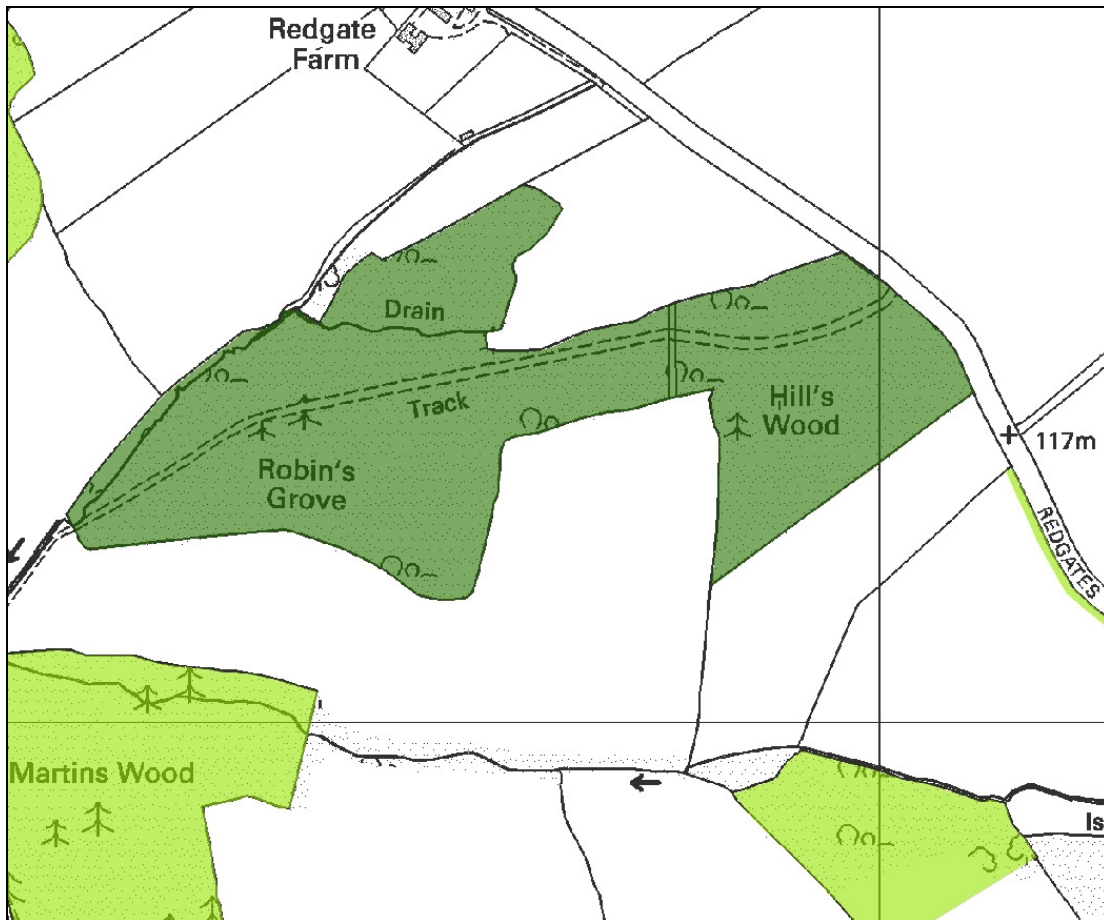 Redgate
Farm
Drain
Track
Hill's
Wood
Robin's
Grove
117m
REDGATES
Martins Wood
Is